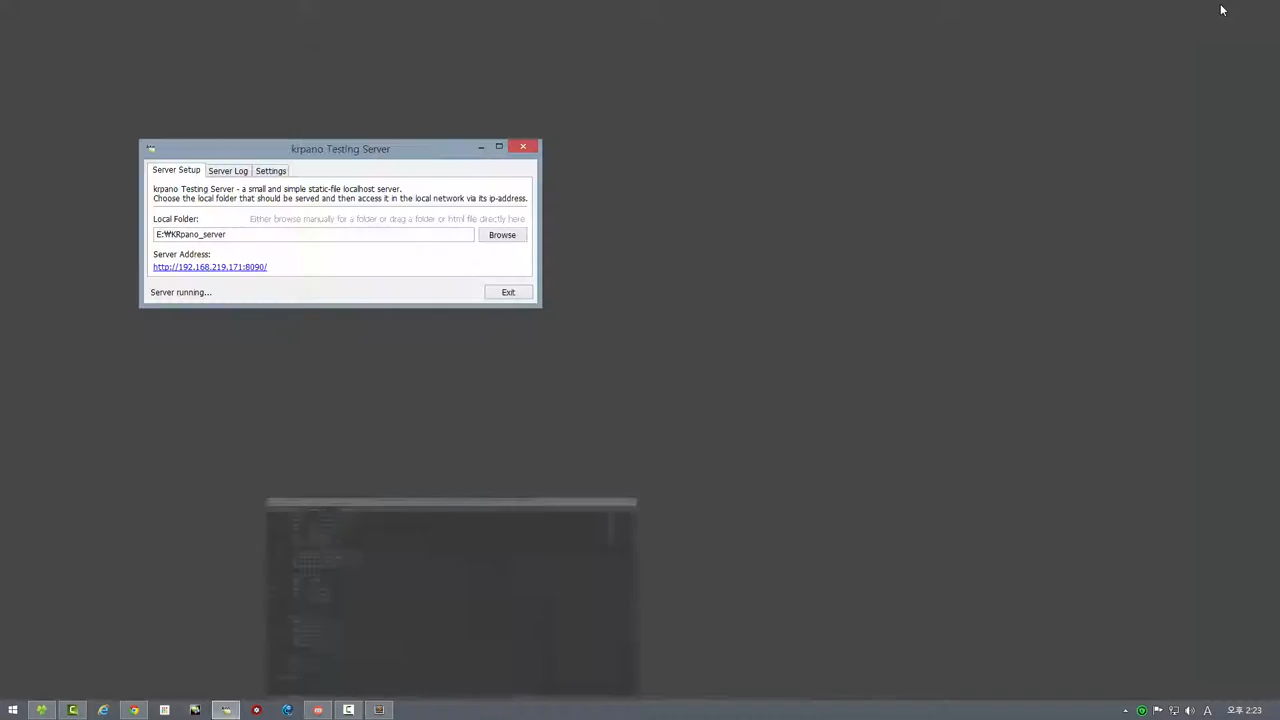 krpano Testing Server
Server Setup Server Log Settings
krpano Testing Server - a small and simple static-file localhost server.
Choose the local folder that should be served and then access it in the local network via its ip-address.
Local Folder: Either browse manually for a folder or drag a folder or html file directly here
E:₩KRpano_server Browse
Server Address:
http://192.168.219.171:8090/
Server running... Exit
A 오후 2:23